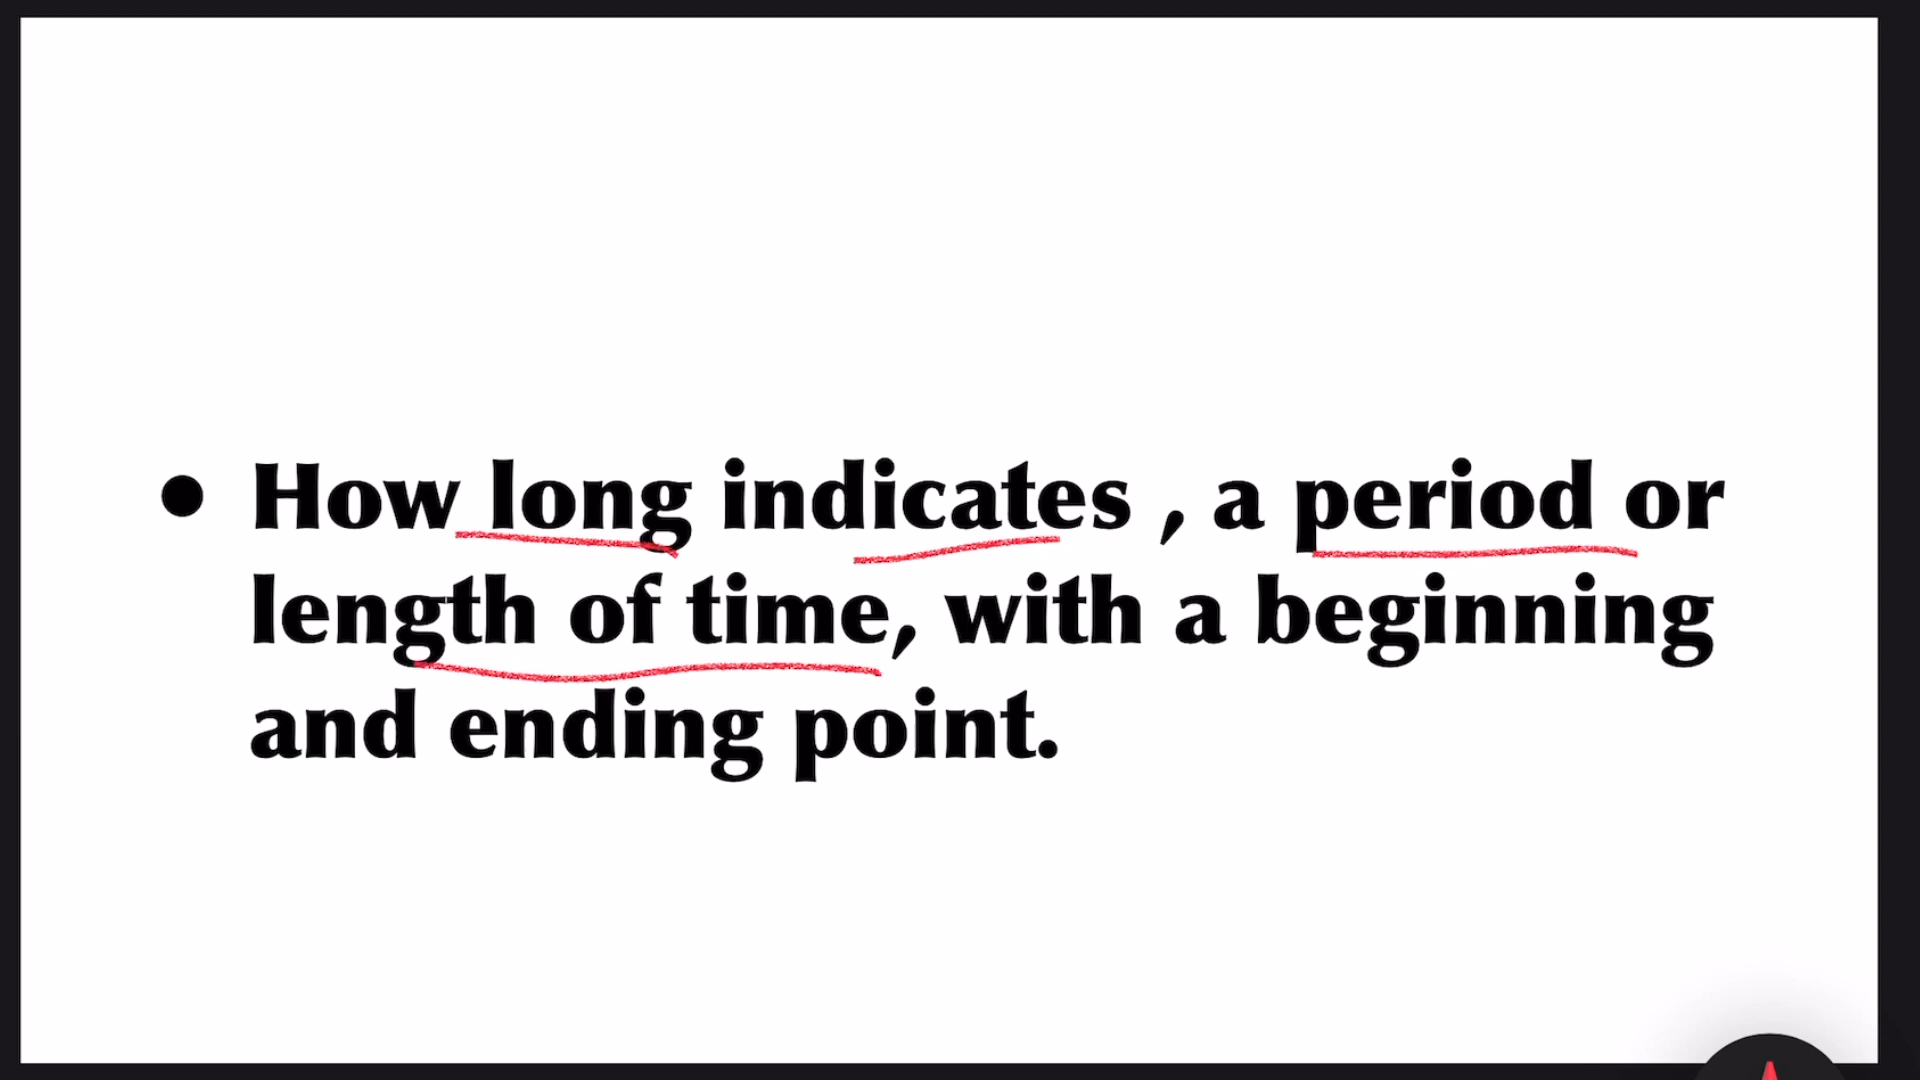 • How long indicates , a period or
length of time, with a beginning
and ending point.